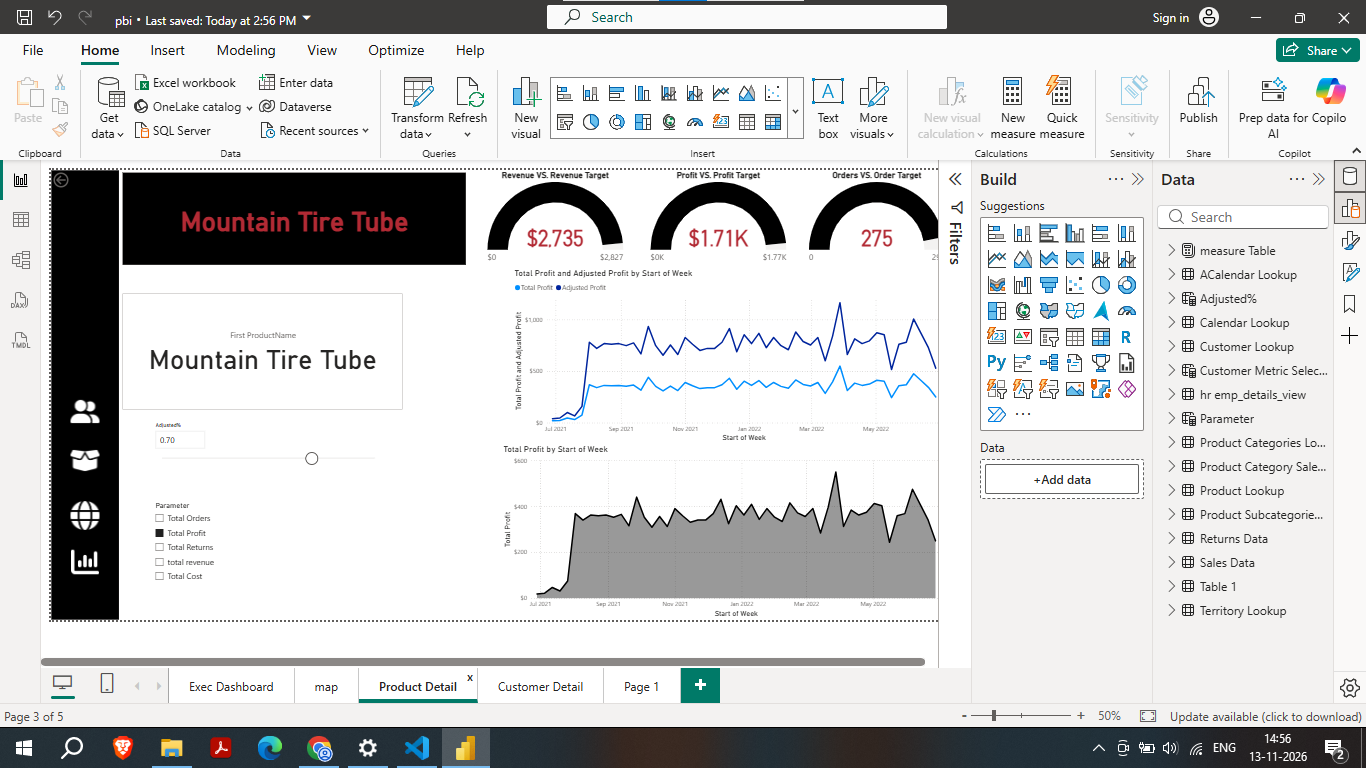 pbi • Last saved: Today at 2:56 PM
Search
Sign in
File
Home
Insert
Modeling
View
Optimize
Help
Share
Paste
Clipboard
Get data
Excel workbook
OneLake catalog
SQL Server
Enter data
Dataverse
Recent sources
Data
Transform data
Refresh
Queries
New visual
Text box
More visuals
Insert
New visual calculation
New measure
Quick measure
Calculations
Sensitivity
Sensitivity
Publish
Share
Prep data for AI
Copilo
Copilot
Mountain Tire Tube
First ProductName
Mountain Tire Tube
Adjusted%
0.70
Parameter
Total Orders
Total Profit
Total Returns
total revenue
Total Cost
Revenue VS. Revenue Target
$2,735
$0
$2,827
Profit VS. Profit Target
$1.71K
$0K
$1.77K
Orders VS. Order Target
275
0
29
Total Profit and Adjusted Profit by Start of Week
Total Profit
Adjusted Profit
Total Profit and Adjusted Profit
$1,000
$500
$0
Jul 2021
Sep 2021
Nov 2021
Jan 2022
Mar 2022
May 2022
Start of Week
Total Profit by Start of Week
Total Profit
$600
$400
$200
$0
Jul 2021
Sep 2021
Nov 2021
Jan 2022
Mar 2022
May 2022
Start of Week
Filters
Build
Suggestions
R
Py
Data
+Add data
Data
Search
measure Table
ACalendar Lookup
Adjusted%
Calendar Lookup
Customer Lookup
Customer Metric Selec...
hr emp_details_view
Parameter
Product Categories Lo...
Product Category Sale...
Product Lookup
Product Subcategorie...
Returns Data
Sales Data
Table 1
Territory Lookup
DAX
TMDL
Exec Dashboard
map
Product Detail
x
Customer Detail
Page 1
+
Page 3 of 5
-
+
50%
Update available (click to download)
ENG
14:56
13-11-2026
2